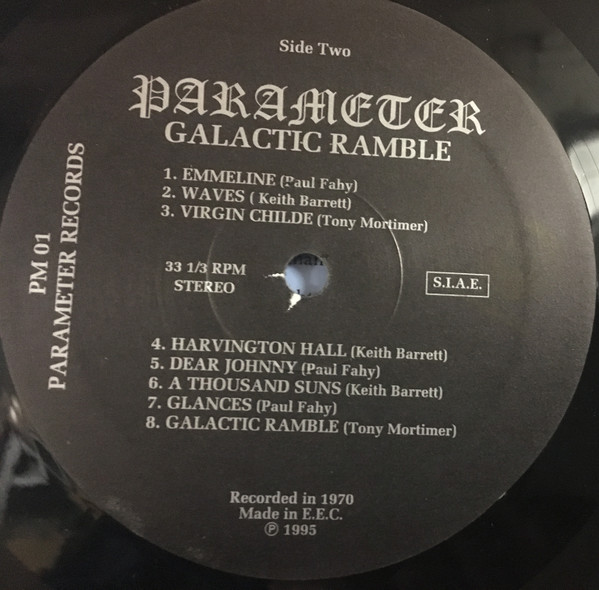 Side Two
PARAMETER
GALACTIC RAMBLE
1. EMMELINE (Paul Fahy)
2. WAVES ( Keith Barrett)
3. VIRGIN CHILDE (Tony Mortimer)
PM 01
PARAMETER RECORDS
33 1/3 RPM
STEREO
S.I.A.E.
4. HARVINGTON HALL (Keith Barrett)
5. DEAR JOHNNY (Paul Fahy)
6. A THOUSAND SUNS (Keith Barrett)
7. GLANCES (Paul Fahy)
8. GALACTIC RAMBLE (Tony Mortimer)
Recorded in 1970
Made in E.E.C.
℗ 1995